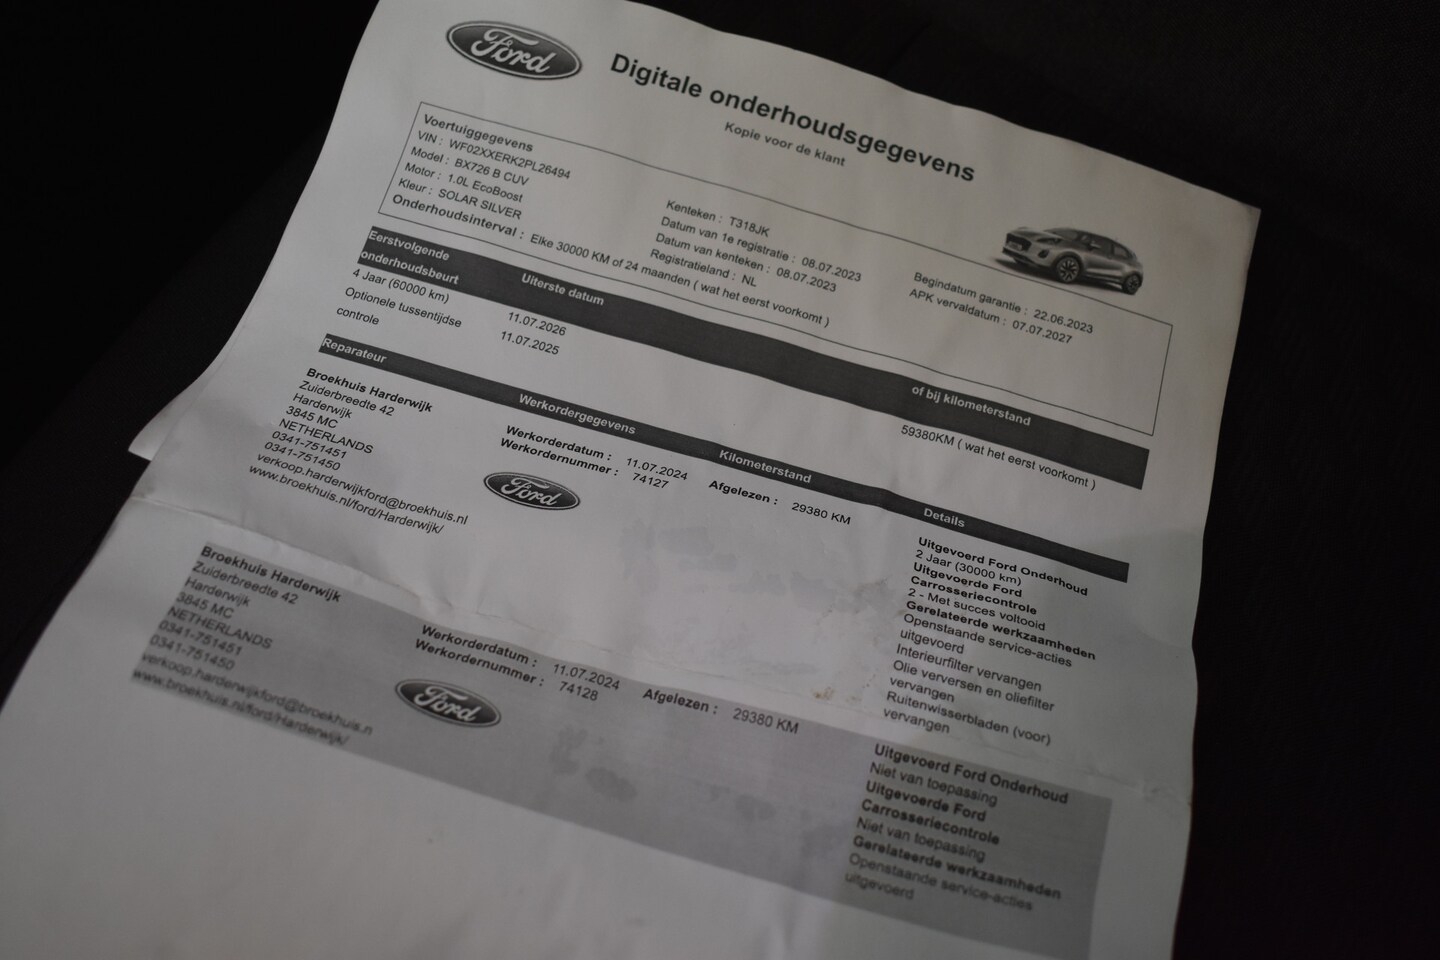 Ford
Digitale onderhoudsgegevens
Kopie voor de klant
Voertuiggegevens
VIN : WF02XXERK2PL26494
Model : BX726 B CUV
Motor : 1.0L EcoBoost
Kleur : SOLAR SILVER
Kenteken : T318JK
Datum van 1e registratie : 08.07.2023
Datum van kenteken : 08.07.2023
Registratieland : NL
Begindatum garantie : 22.06.2023
APK vervaldatum : 07.07.2027
Onderhoudsinterval : Elke 30000 KM of 24 maanden ( wat het eerst voorkomt )
Eerstvolgende onderhoudsbeurt Uiterste datum of bij kilometerstand
4 Jaar (60000 km) 11.07.2026 59380KM ( wat het eerst voorkomt )
Optionele tussentijdse controle 11.07.2025
Reparateur Werkordergegevens Kilometerstand Details
Broekhuis Harderwijk
Zuiderbreedte 42
Harderwijk
3845 MC
NETHERLANDS
0341-751451
0341-751450
verkoop.harderwijkford@broekhuis.nl
www.broekhuis.nl/ford/Harderwijk/
Werkorderdatum : 11.07.2024
Werkordernummer : 74127
Ford
Afgelezen : 29380 KM
Uitgevoerd Ford Onderhoud
2 Jaar (30000 km)
Uitgevoerde Ford
Carrosseriecontrole
2 - Met succes voltooid
Gerelateerde werkzaamheden
Openstaande service-acties
uitgevoerd
Interieurfilter vervangen
Olie verversen en oliefilter
vervangen
Ruitenwisserbladen (voor)
vervangen
Broekhuis Harderwijk
Zuiderbreedte 42
Harderwijk
3845 MC
NETHERLANDS
0341-751451
0341-751450
verkoop.harderwijkford@broekhuis.n
www.broekhuis.nl/ford/Harderwijk/
Werkorderdatum : 11.07.2024
Werkordernummer : 74128
Ford
Afgelezen : 29380 KM
Uitgevoerd Ford Onderhoud
Niet van toepassing
Uitgevoerde Ford
Carrosseriecontrole
Niet van toepassing
Gerelateerde werkzaamheden
Openstaande service-acties
uitgevoerd